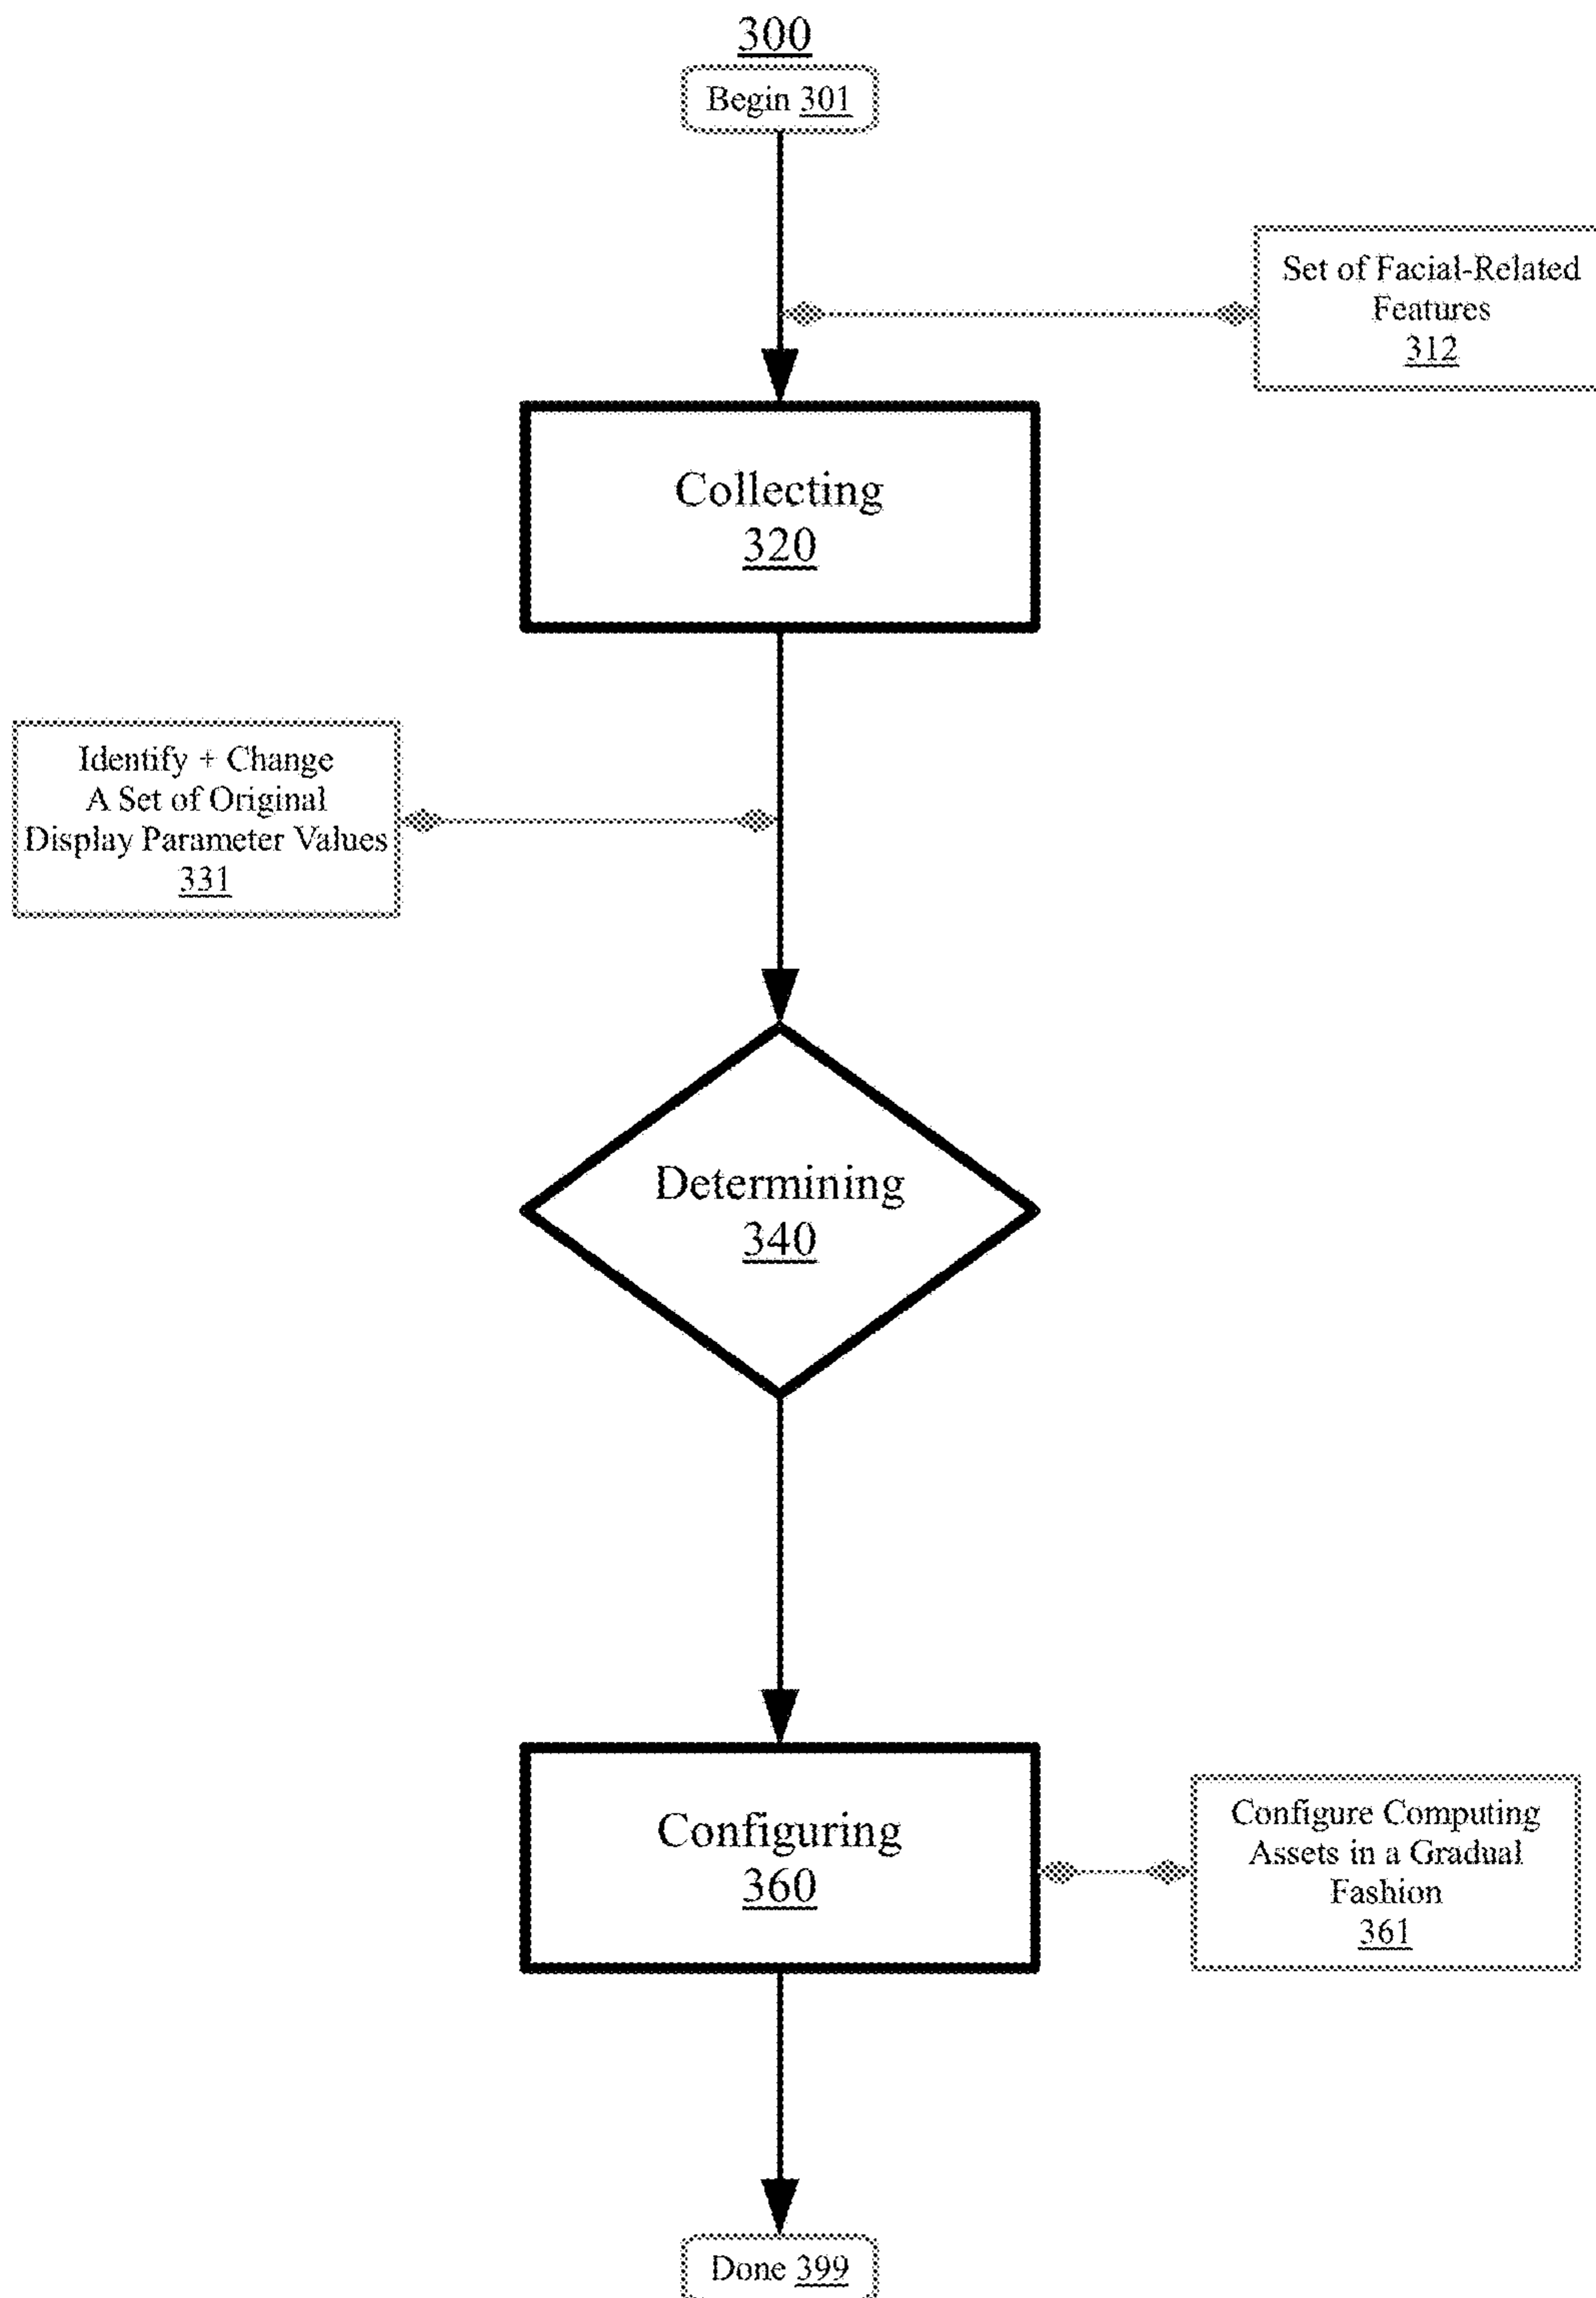 300
Begin 301
Set of Facial-Related
Features
312
Collecting
320
Identify + Change
A Set of Original
Display Parameter Values
331
Determining
340
Configuring
360
Configure Computing
Assets in a Gradual
Fashion
361
Done 399